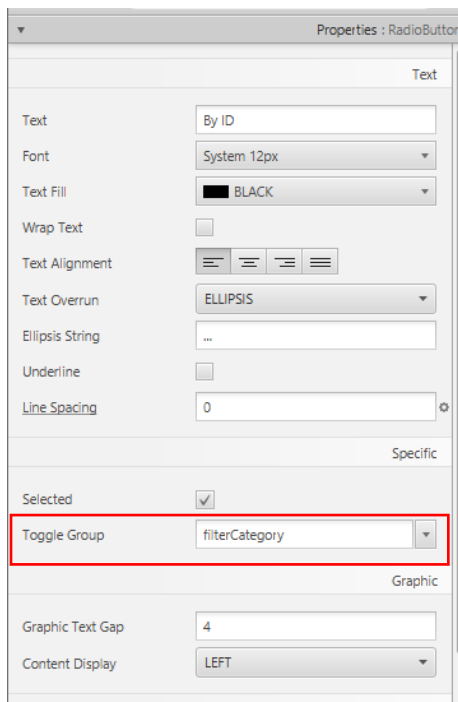 Properties : RadioButton
Text
Text By ID
Font System 12px
Text Fill BLACK
Wrap Text
Text Alignment
Text Overrun ELLIPSIS
Ellipsis String ...
Underline
Line Spacing 0
Specific
Selected
Toggle Group filterCategory
Graphic
Graphic Text Gap 4
Content Display LEFT